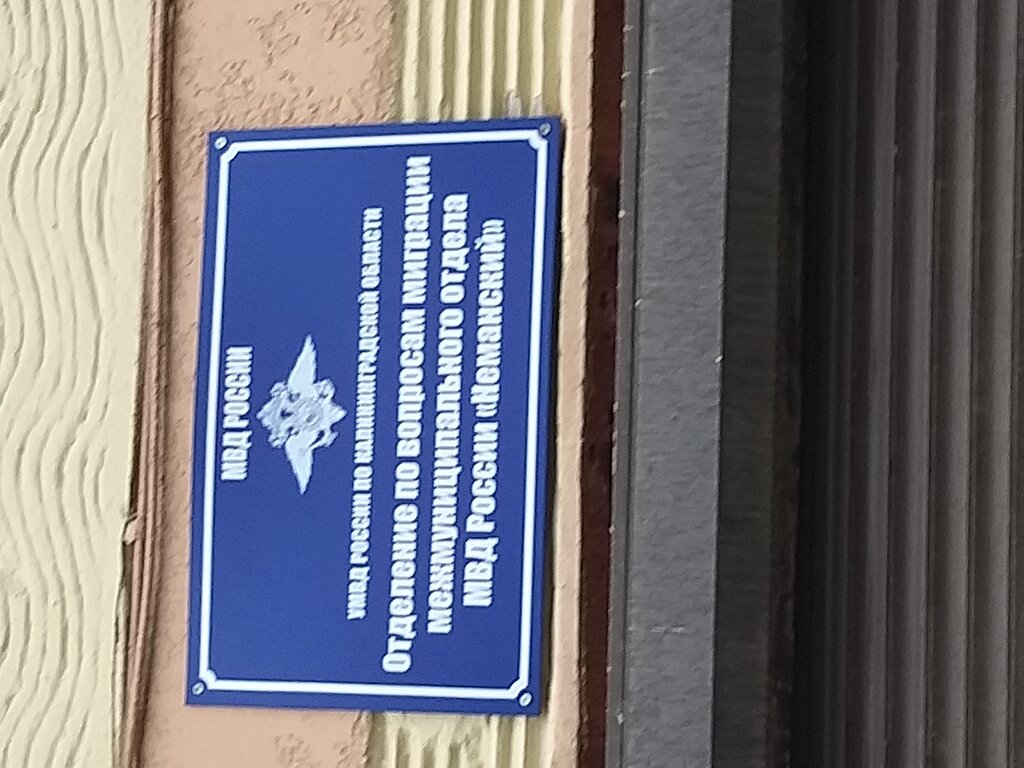 МВД РОССИИ
УМВД РОССИИ ПО КАЛИНИНГРАДСКОЙ ОБЛАСТИ
Отделение по вопросам миграции
межмуниципального отдела
МВД России «Неманский»